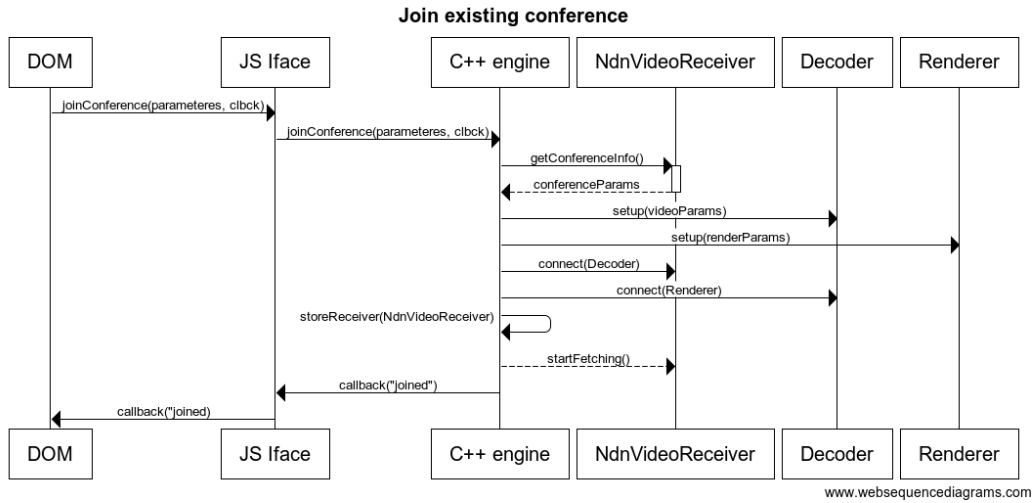 Join existing conference
DOM JS Iface C++ engine NdnVideoReceiver Decoder Renderer
joinConference(parameteres, clbck)
joinConference(parameteres, clbck)
getConferenceInfo()
conferenceParams
setup(videoParams)
setup(renderParams)
connect(Decoder)
connect(Renderer)
storeReceiver(NdnVideoReceiver)
startFetching()
callback("joined")
callback("joined)
DOM JS Iface C++ engine NdnVideoReceiver Decoder Renderer
www.websequencediagrams.com